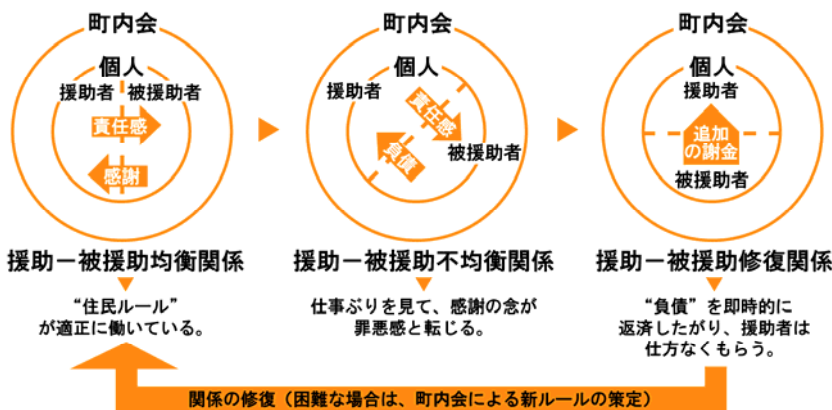 町内会
個人
援助者 被援助者
責任感
感謝
援助－被援助均衡関係
“住民ルール”
が適正に働いている。
町内会
個人
援助者
責任感
負債
被援助者
援助－被援助不均衡関係
仕事ぶりを見て、感謝の念が
罪悪感と転じる。
町内会
個人
援助者
追加
の謝金
被援助者
援助－被援助修復関係
“負債”を即時的に
返済したがり、援助者は
仕方なくもらう。
関係の修復（困難な場合は、町内会による新ルールの策定）